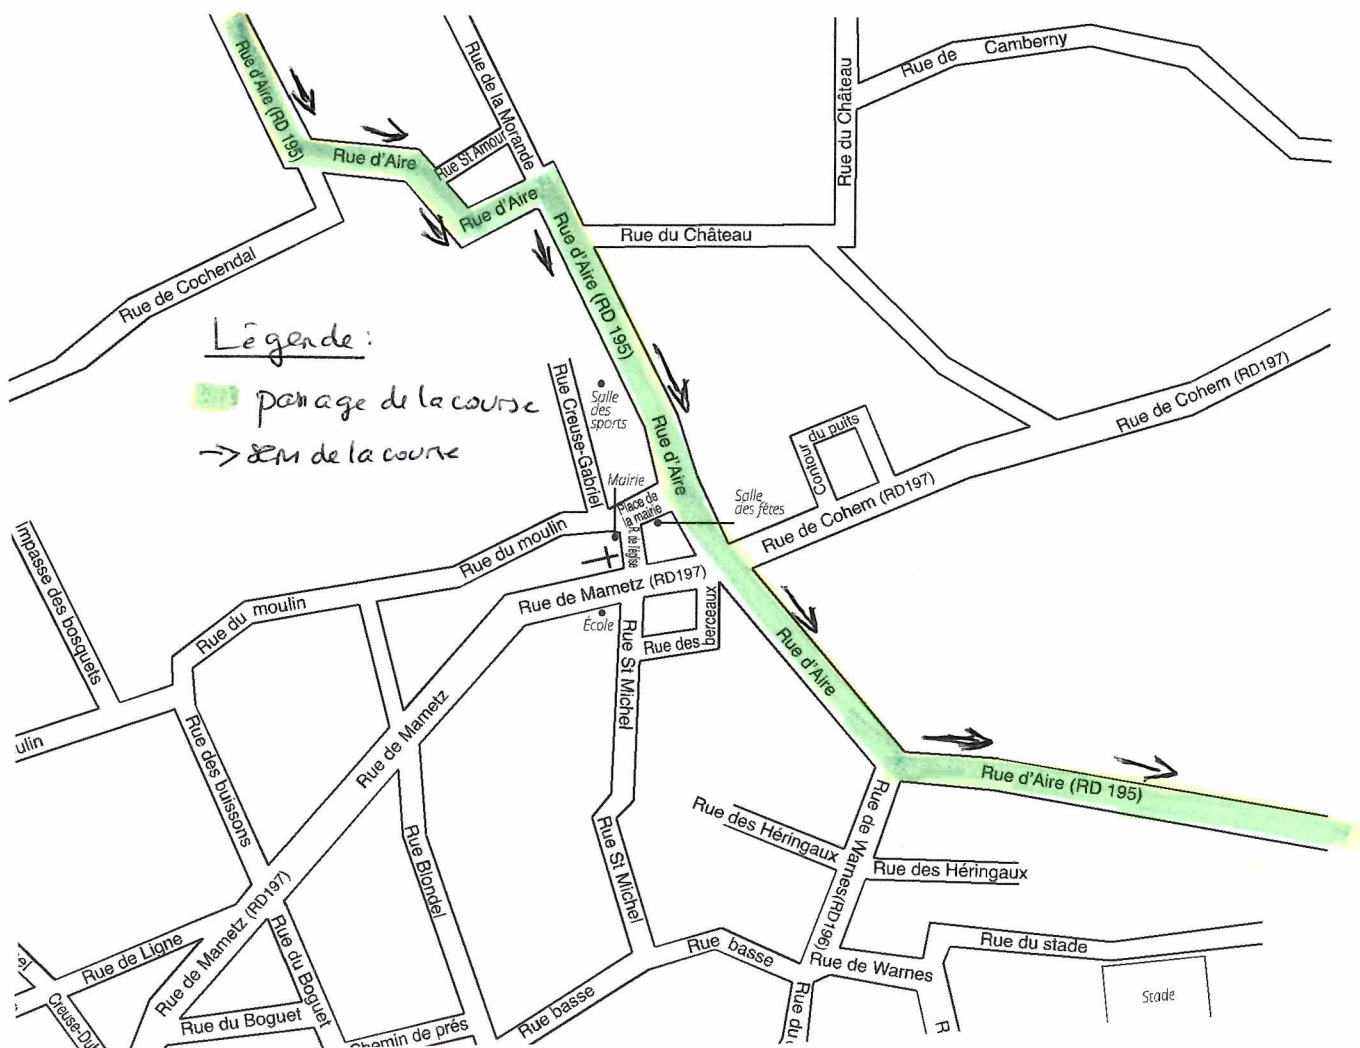 Rue d'Aire (RD 195)
Rue d'Aire
Rue St Amour
Rue de la Morande
Rue d'Aire
Rue du Château
Rue de Camberny
Rue du Château
Rue d'Aire (RD 195)
Rue de Cochendal
Légende :
passage de la course
sens de la course
Rue Creuse-Gabriel
Salle
des
sports
Rue d'Aire
Contour
du puits
Rue de Cohem (RD197)
Rue de Cohem (RD197)
Mairie
Place de
la mairie
Salle
des fêtes
R. de l'église
Impasse des bosquets
Rue du moulin
Rue du moulin
Rue de Mametz (RD197)
École
Rue des
berceaux
Rue St Michel
Rue d'Aire
ulin
Rue des buissons
Rue de Mametz
Rue d'Aire (RD 195)
Rue des Héringaux
Rue des Héringaux
Rue de Warnes(RD196)
Rue Blondel
Rue St Michel
Rue de Mametz (RD197)
Rue de Ligne
Rue du Boguet
Rue du Boguet
Rue basse
Rue basse
Rue de Warnes
Rue du stade
Stade
Chemin de prés
Rue du
R